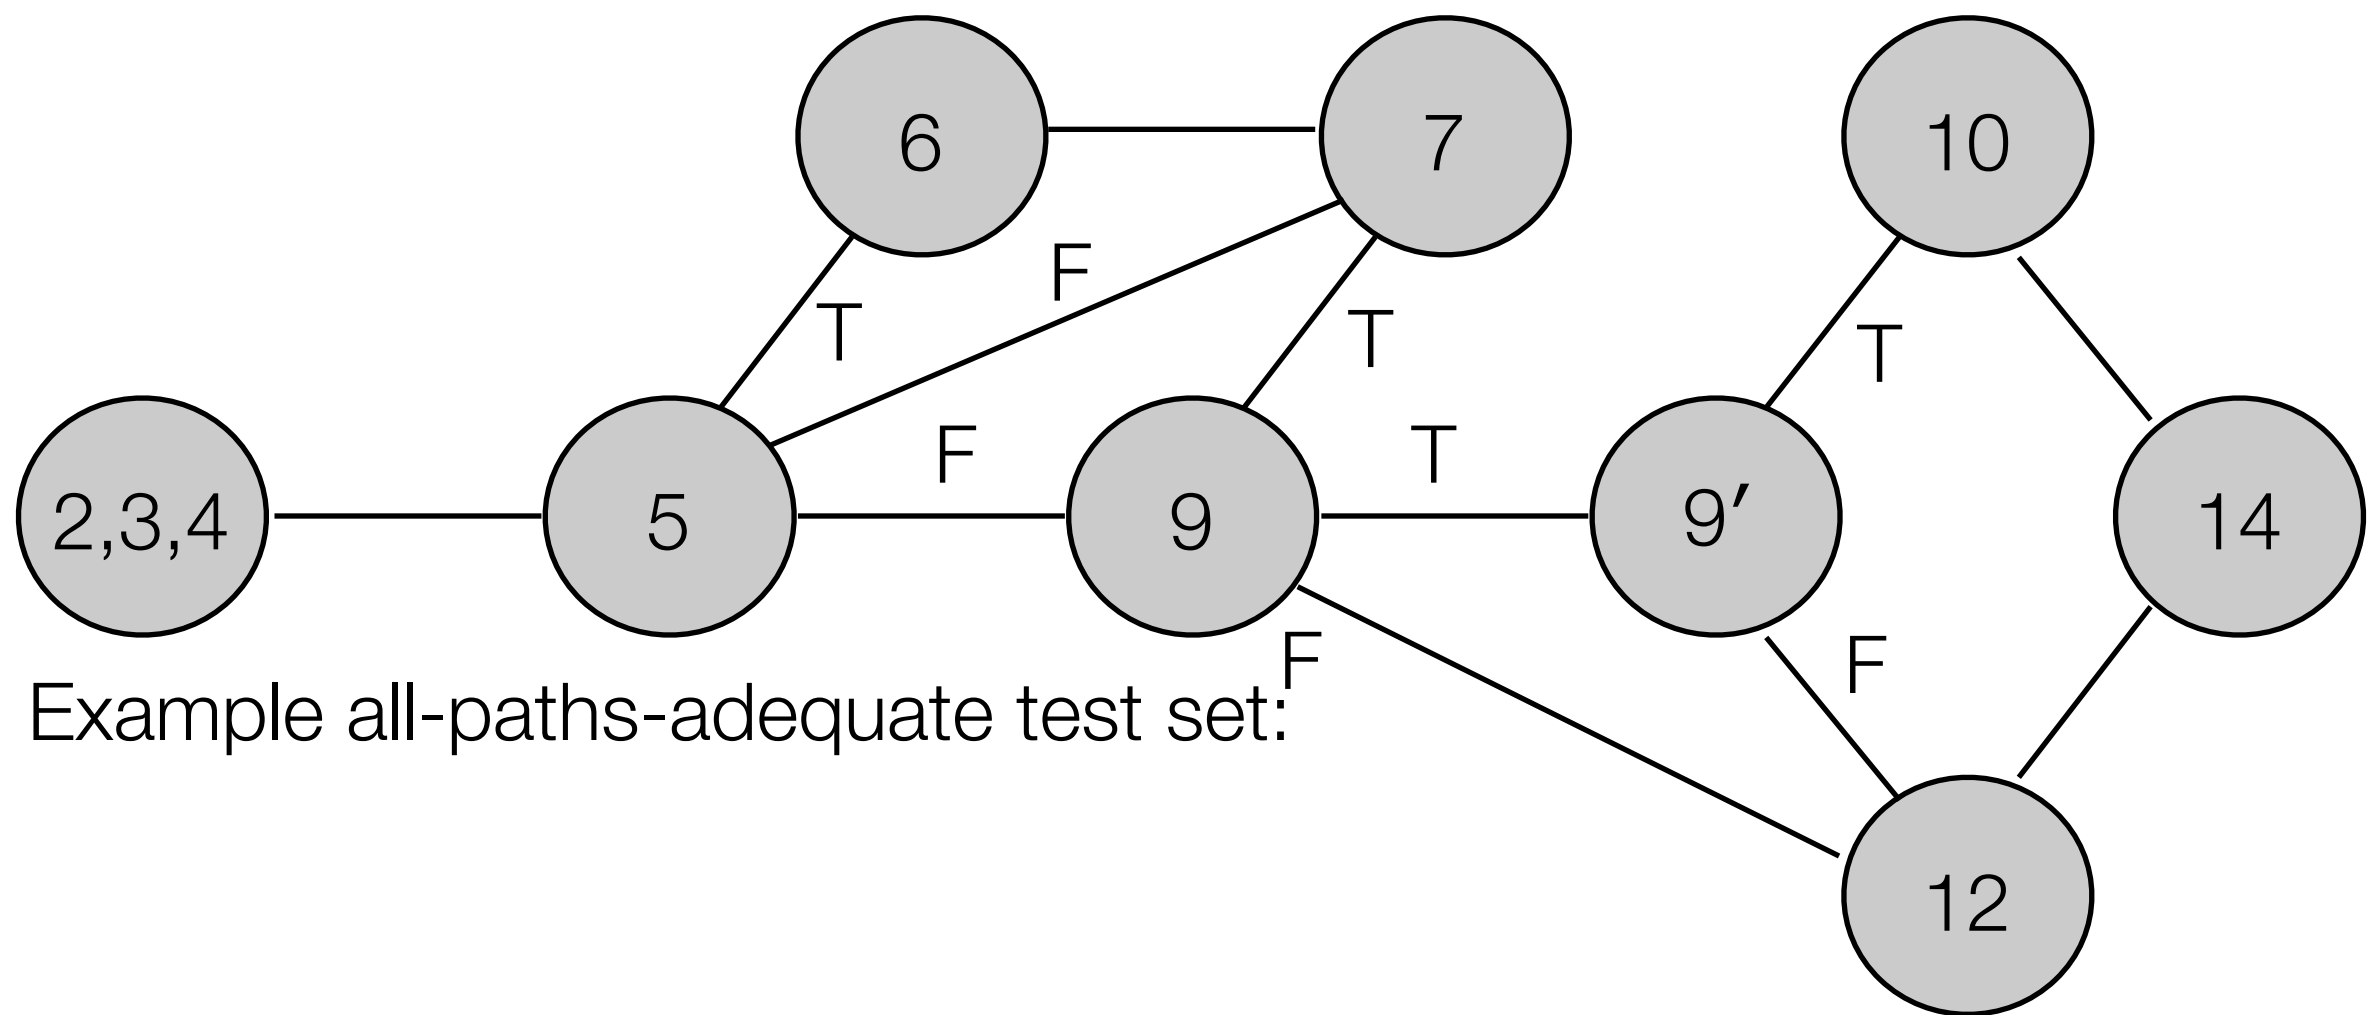 6
7
10
F
T
T
T
F
T
2,3,4
5
9
9′
14
F
F
Example all-paths-adequate test set:
12